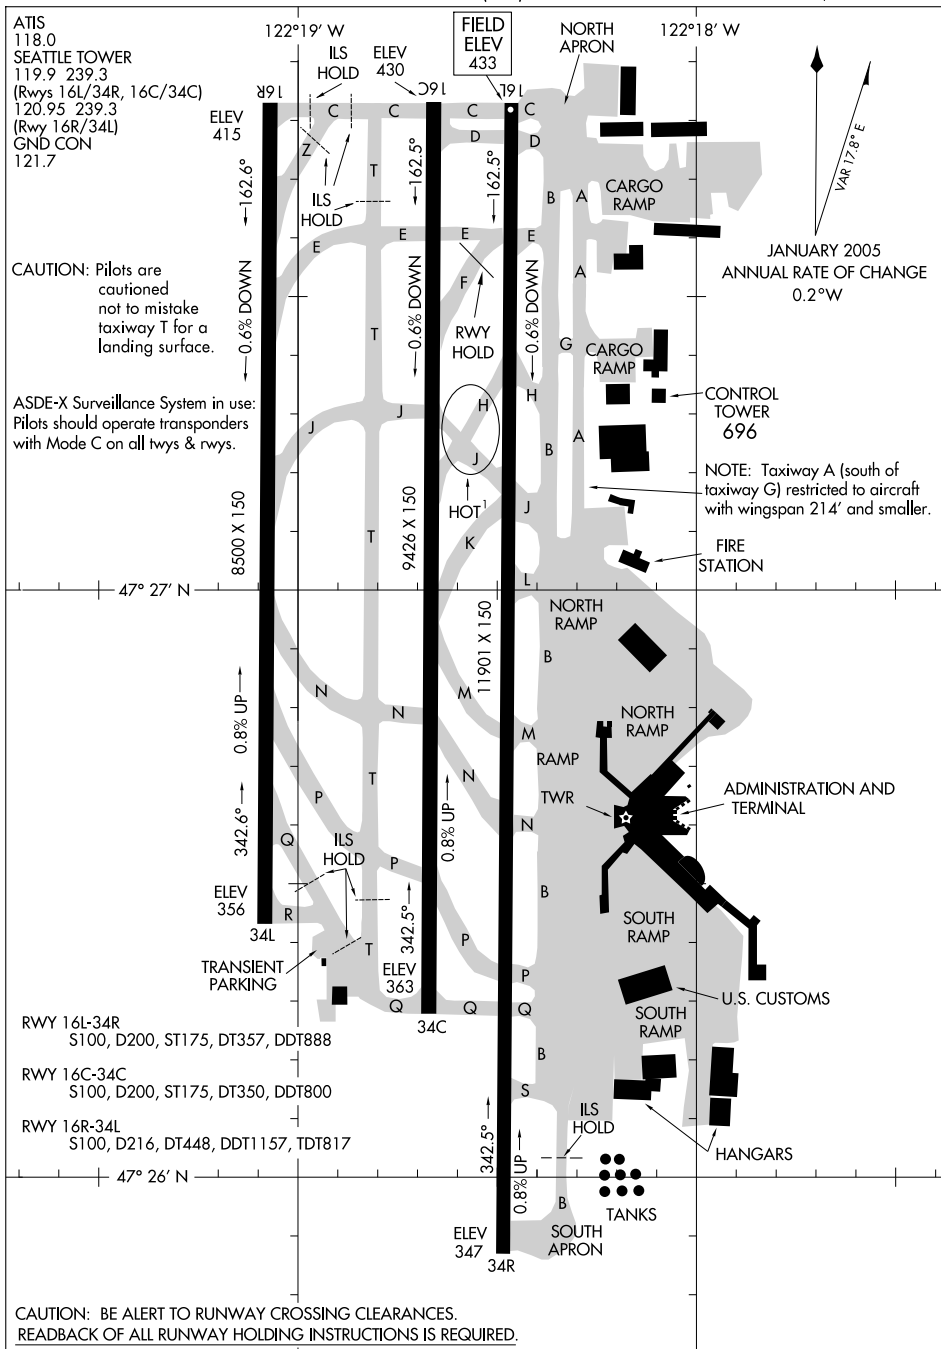 ATIS
118.0
SEATTLE TOWER
119.9 239.3
(Rwys 16L/34R, 16C/34C)
120.95 239.3
(Rwy 16R/34L)
GND CON
121.7
122°19' W
122°18' W
ILS
HOLD
ELEV
430
FIELD
ELEV
433
NORTH
APRON
16R
16C
16L
ELEV
415
C
C
C
C
D
D
Z
T
VAR 17.8° E
162.6°
162.5°
162.5°
ILS
HOLD
B
A
CARGO
RAMP
E
E
E
E
JANUARY 2005
ANNUAL RATE OF CHANGE
0.2°W
CAUTION: Pilots are
cautioned
not to mistake
taxiway T for a
landing surface.
F
A
0.6% DOWN
0.6% DOWN
0.6% DOWN
T
RWY
HOLD
G
CARGO
RAMP
ASDE-X Surveillance System in use:
Pilots should operate transponders
with Mode C on all twys & rwys.
H
H
J
J
J
CONTROL
TOWER
696
B
A
NOTE: Taxiway A (south of
taxiway G) restricted to aircraft
with wingspan 214' and smaller.
HOT1
J
8500 X 150
9426 X 150
T
K
FIRE
STATION
L
47° 27' N
NORTH
RAMP
11901 X 150
B
N
N
M
M
NORTH
RAMP
0.8% UP
RAMP
T
N
N
P
TWR
ADMINISTRATION AND
TERMINAL
0.8% UP
342.6°
Q
ILS
HOLD
P
B
ELEV
356
R
34L
342.5°
T
P
SOUTH
RAMP
TRANSIENT
PARKING
ELEV
363
P
U.S. CUSTOMS
Q
Q
Q
34C
SOUTH
RAMP
RWY 16L-34R
S100, D200, ST175, DT357, DDT888
B
RWY 16C-34C
S100, D200, ST175, DT350, DDT800
S
ILS
HOLD
RWY 16R-34L
S100, D216, DT448, DDT1157, TDT817
342.5°
0.8% UP
HANGARS
47° 26' N
B
TANKS
ELEV
347
SOUTH
APRON
34R
CAUTION: BE ALERT TO RUNWAY CROSSING CLEARANCES.
READBACK OF ALL RUNWAY HOLDING INSTRUCTIONS IS REQUIRED.